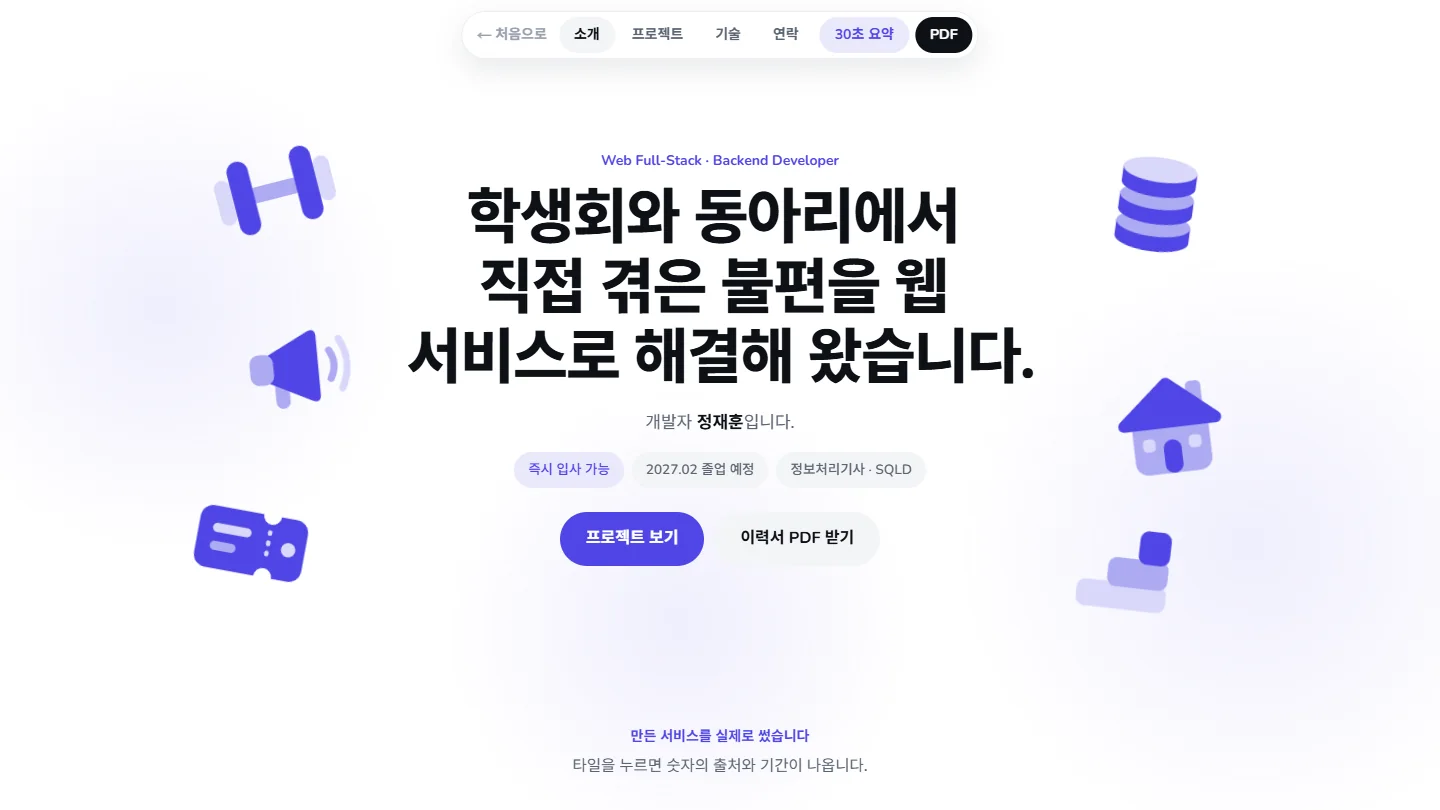 ← 처음으로 소개 프로젝트 기술 연락 30초 요약 PDF
Web Full-Stack · Backend Developer
학생회와 동아리에서
직접 겪은 불편을 웹
서비스로 해결해 왔습니다.
개발자 정재훈입니다.
즉시 입사 가능 2027.02 졸업 예정 정보처리기사 · SQLD
프로젝트 보기 이력서 PDF 받기
만든 서비스를 실제로 썼습니다
타일을 누르면 숫자의 출처와 기간이 나옵니다.